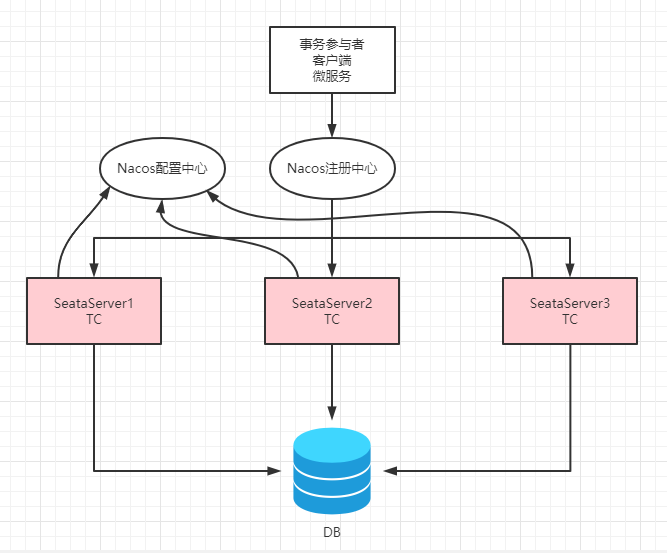 事务参与者
客户端
微服务
Nacos配置中心
Nacos注册中心
SeataServer1
TC
SeataServer2
TC
SeataServer3
TC
DB